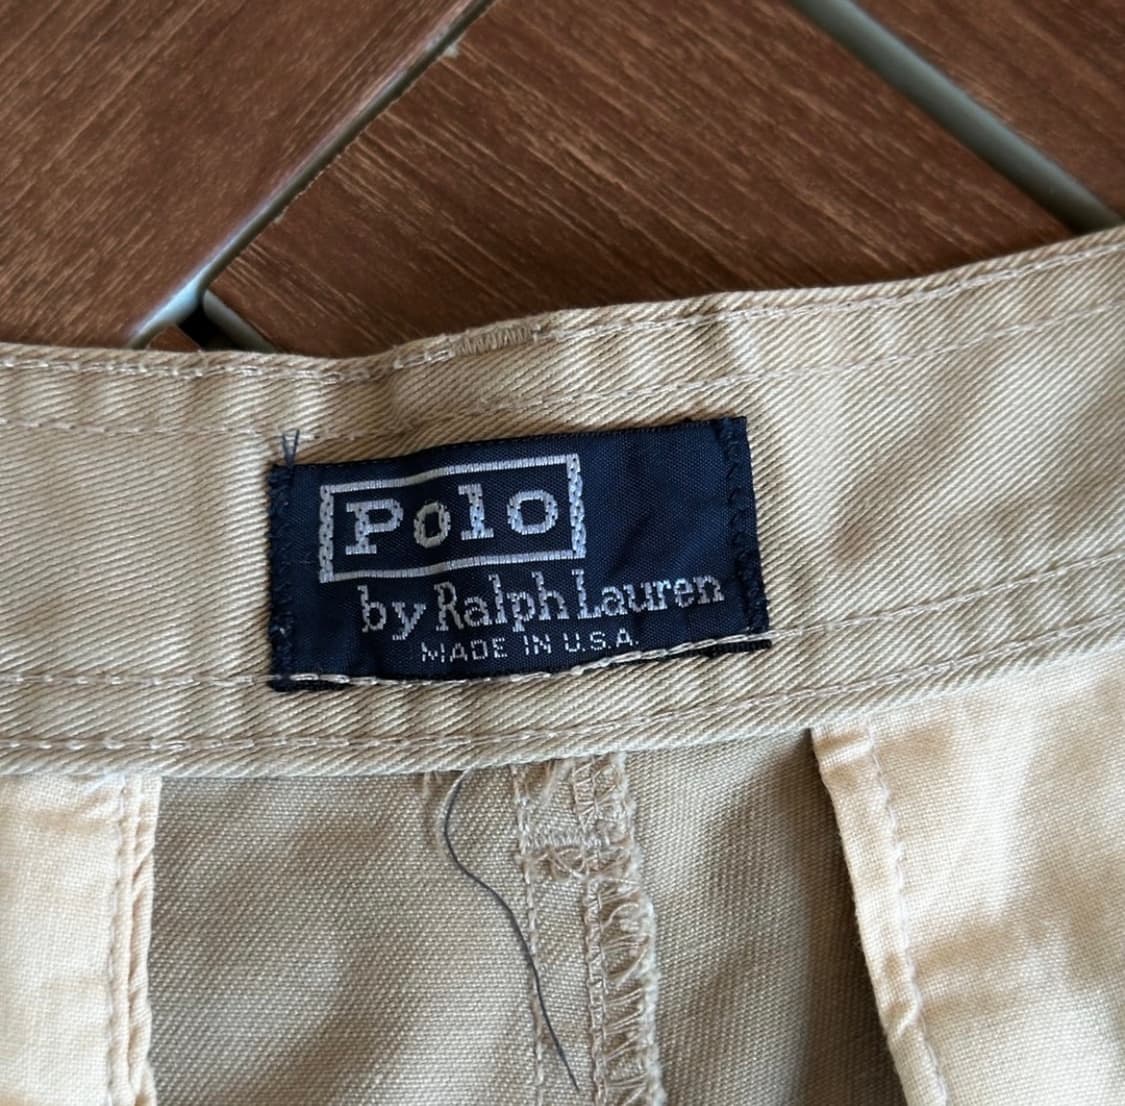 Polo
by Ralph Lauren
MADE IN U.S.A.